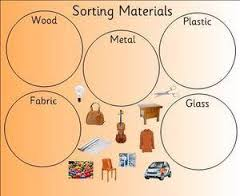 Sorting Materials
Wood
Metal
Plastic
Fabric
Glass